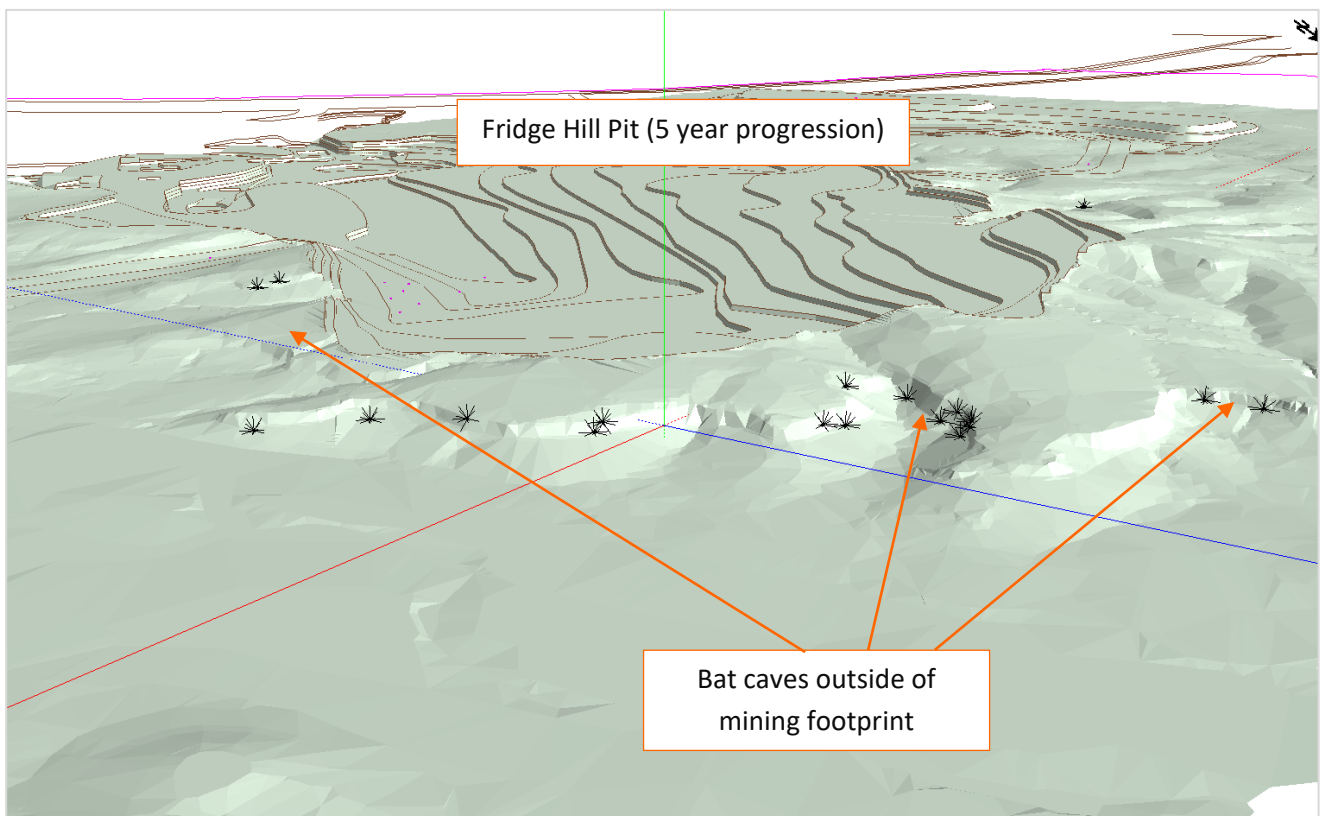 N
Fridge Hill Pit (5 year progression)
Bat caves outside of
mining footprint